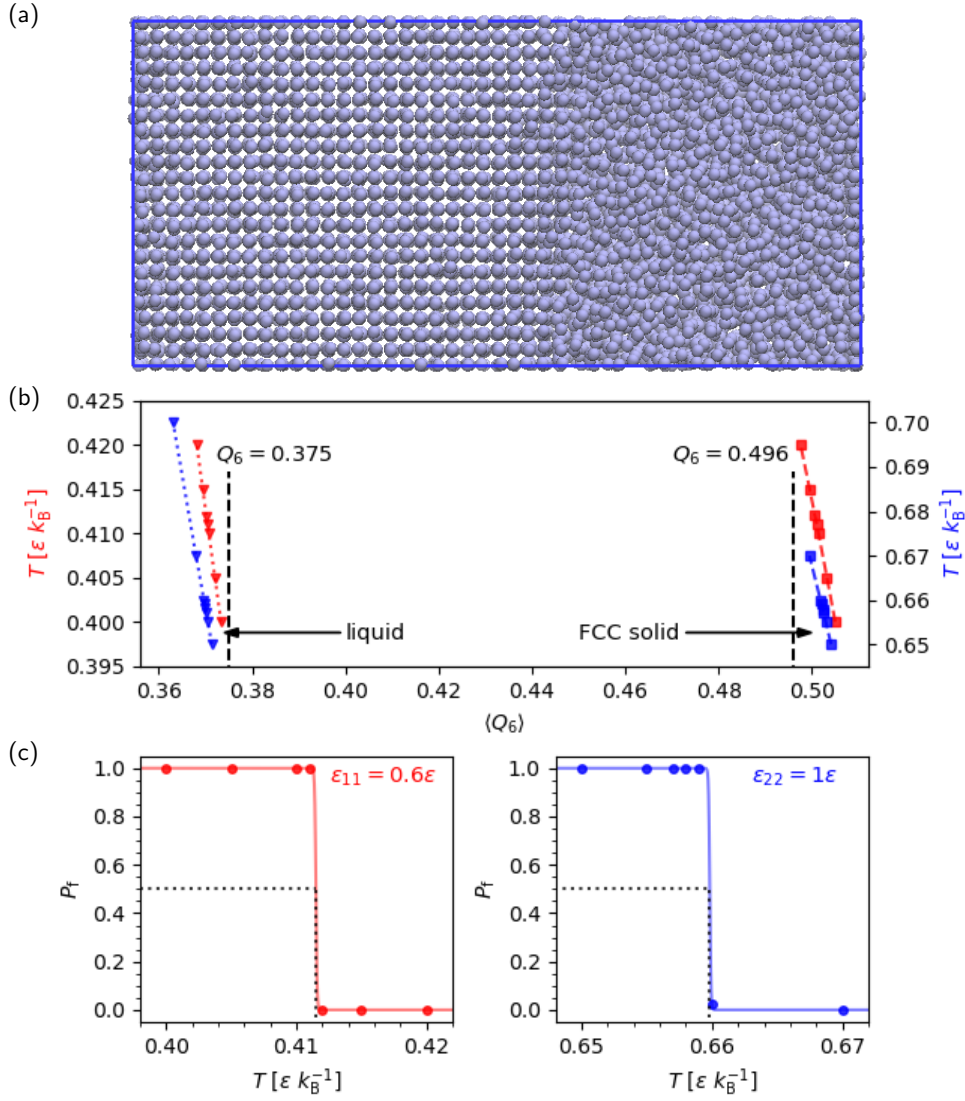 (a)
(b)
0.425
0.420
0.415
0.410
0.405
0.400
0.395
T [ε k_B^{-1}]
Q_6 = 0.375
Q_6 = 0.496
liquid
FCC solid
0.70
0.69
0.68
0.67
0.66
0.65
T [ε k_B^{-1}]
0.36 0.38 0.40 0.42 0.44 0.46 0.48 0.50
⟨Q_6⟩
(c)
1.0
0.8
0.6
0.4
0.2
0.0
P_f
ε_{11} = 0.6ε
0.40 0.41 0.42
T [ε k_B^{-1}]
1.0
0.8
0.6
0.4
0.2
0.0
P_f
ε_{22} = 1ε
0.65 0.66 0.67
T [ε k_B^{-1}]